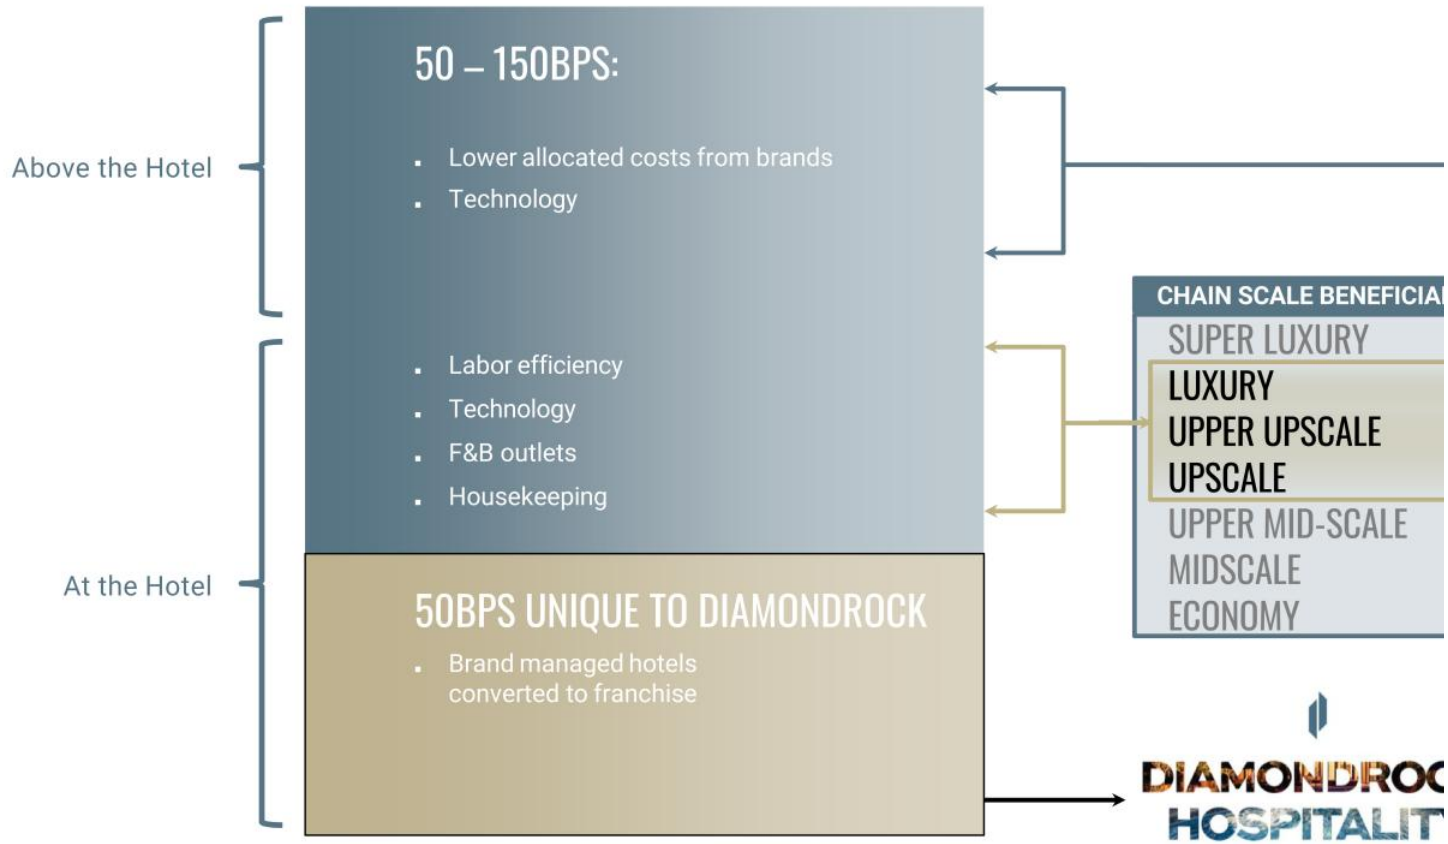 50 – 150BPS:
Above the Hotel
▪ Lower allocated costs from brands
▪ Technology
▪ Labor efficiency
▪ Technology
▪ F&B outlets
▪ Housekeeping
At the Hotel
50BPS UNIQUE TO DIAMONDROCK
▪ Brand managed hotels
converted to franchise
CHAIN SCALE
SUPER LUXURY
LUXURY
UPPER UPSCALE
UPSCALE
UPPER MID-SCALE
MIDSCALE
ECONOMY